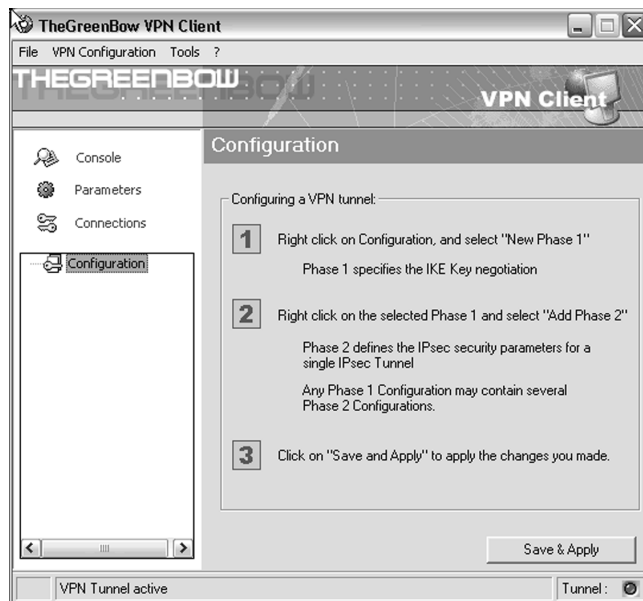 TheGreenBow VPN Client
File VPN Configuration Tools ?
THEGREENBOW
VPN Client
Console
Parameters
Connections
Configuration
Configuration
Configuring a VPN tunnel:
1 Right click on Configuration, and select "New Phase 1"
Phase 1 specifies the IKE Key negotiation
2 Right click on the selected Phase 1 and select "Add Phase 2"
Phase 2 defines the IPsec security parameters for a
single IPsec Tunnel
Any Phase 1 Configuration may contain several
Phase 2 Configurations.
3 Click on "Save and Apply" to apply the changes you made.
Save & Apply
VPN Tunnel active
Tunnel :